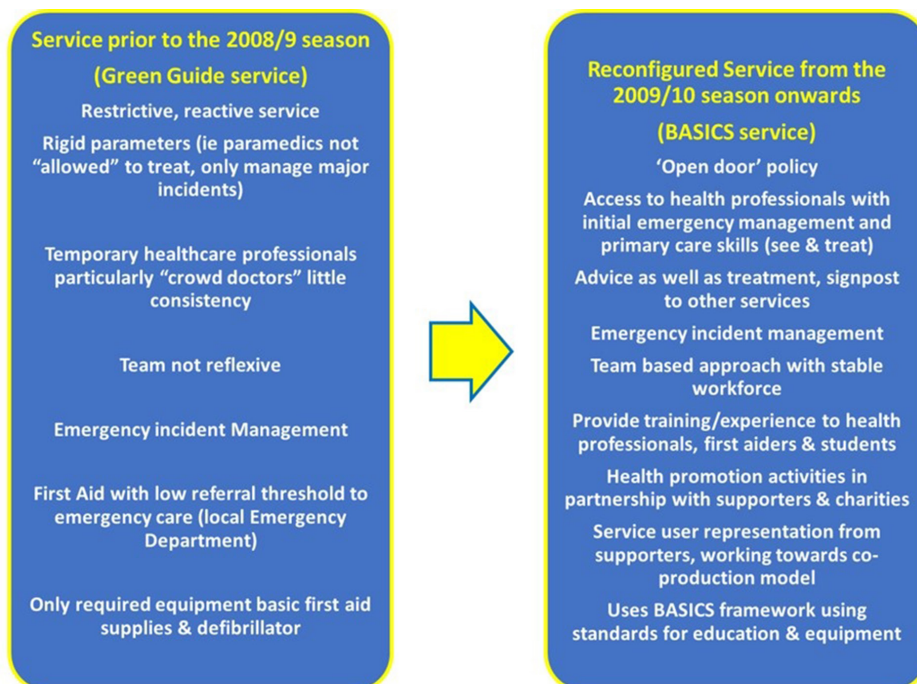 Service prior to the 2008/9 season
(Green Guide service)
Restrictive, reactive service
Rigid parameters (ie paramedics not
“allowed” to treat, only manage major
incidents)
Temporary healthcare professionals
particularly “crowd doctors” little
consistency
Team not reflexive
Emergency incident Management
First Aid with low referral threshold to
emergency care (local Emergency
Department)
Only required equipment basic first aid
supplies & defibrillator
Reconfigured Service from the
2009/10 season onwards
(BASICS service)
‘Open door’ policy
Access to health professionals with
initial emergency management and
primary care skills (see & treat)
Advice as well as treatment, signpost
to other services
Emergency incident management
Team based approach with stable
workforce
Provide training/experience to health
professionals, first aiders & students
Health promotion activities in
partnership with supporters & charities
Service user representation from
supporters, working towards co-
production model
Uses BASICS framework using
standards for education & equipment